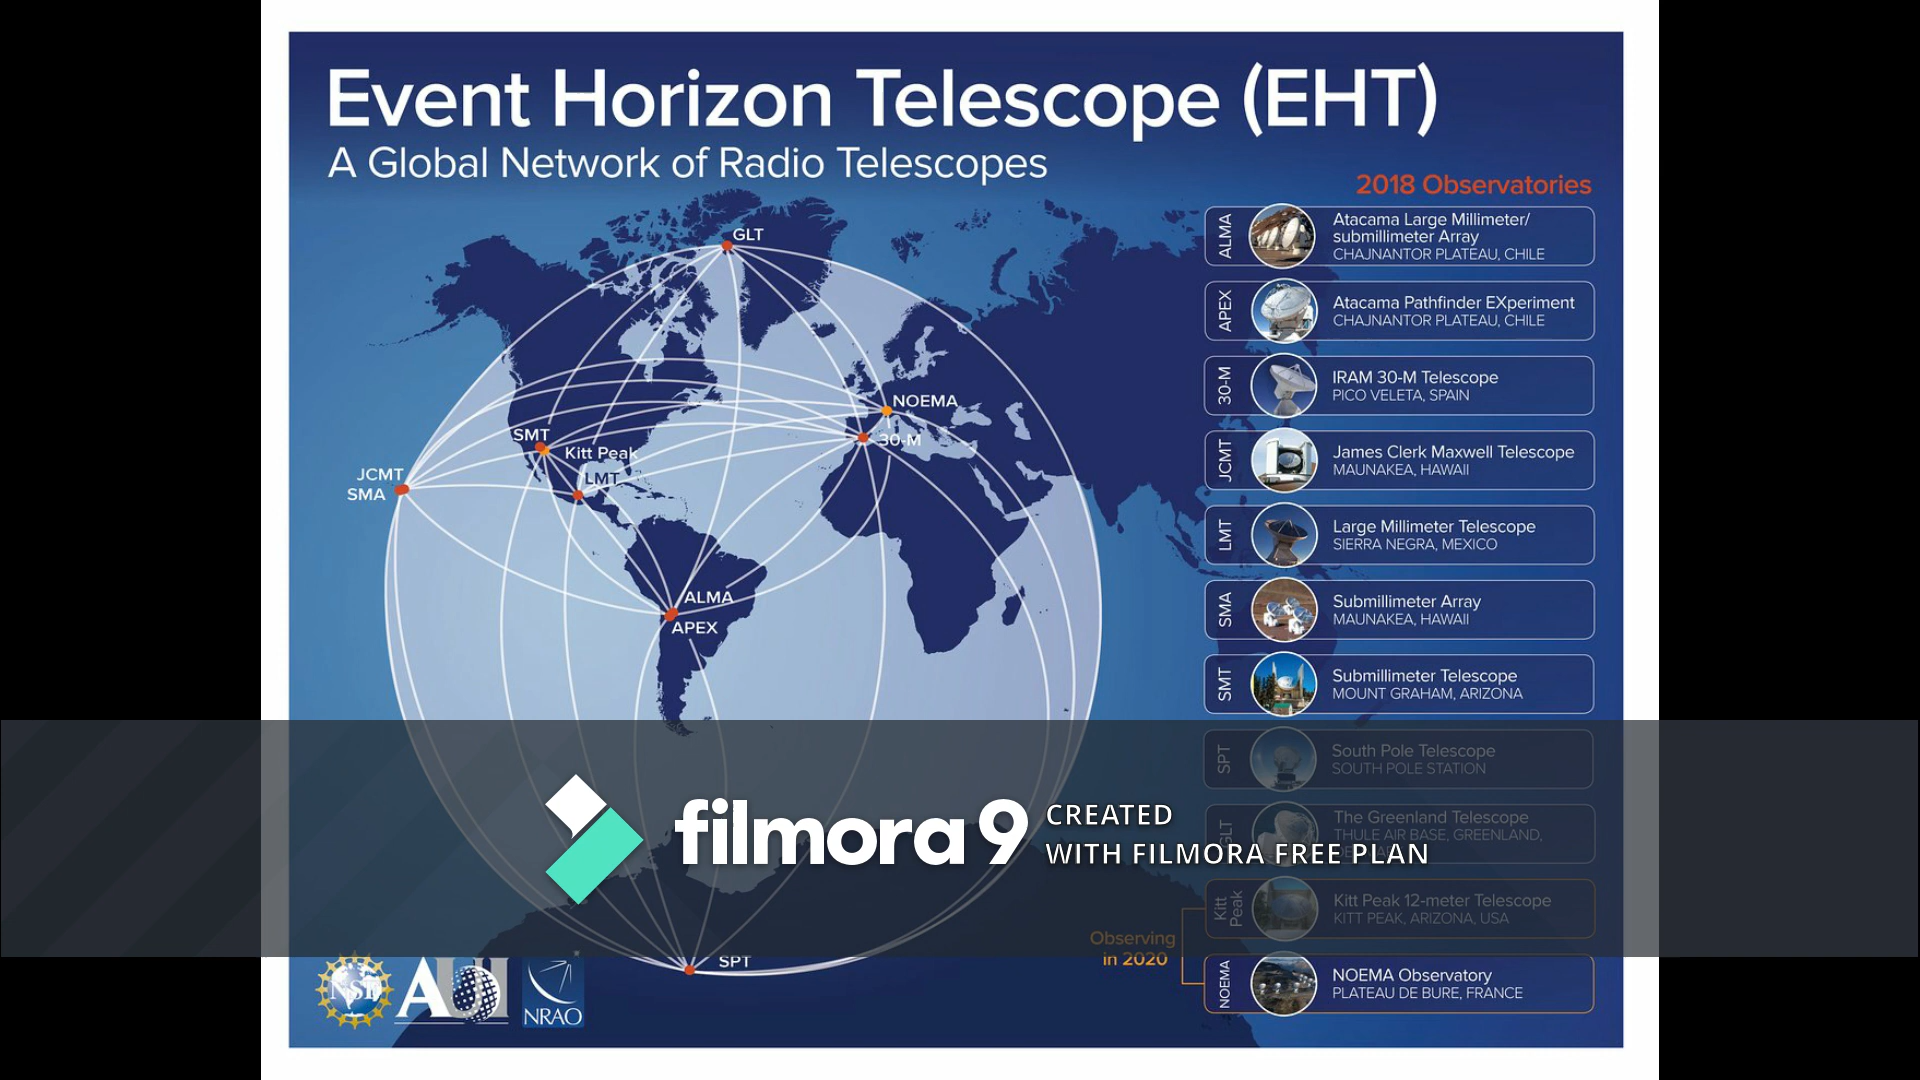 Event Horizon Telescope (EHT)
A Global Network of Radio Telescopes
2018 Observatories
GLT
NOEMA
30-M
SMT
Kitt Peak
LMT
JCMT
SMA
ALMA
APEX
SPT
ALMA
Atacama Large Millimeter/
submillimeter Array
CHAJNANTOR PLATEAU, CHILE
APEX
Atacama Pathfinder EXperiment
CHAJNANTOR PLATEAU, CHILE
30-M
IRAM 30-M Telescope
PICO VELETA, SPAIN
JCMT
James Clerk Maxwell Telescope
MAUNAKEA, HAWAII
LMT
Large Millimeter Telescope
SIERRA NEGRA, MEXICO
SMA
Submillimeter Array
MAUNAKEA, HAWAII
SMT
Submillimeter Telescope
MOUNT GRAHAM, ARIZONA
SPT
South Pole Telescope
SOUTH POLE STATION
GLT
The Greenland Telescope
THULE AIR BASE, GREENLAND,
Kitt
Peak
Kitt Peak 12-meter Telescope
KITT PEAK, ARIZONA, USA
Observing
in 2020
NOEMA
NOEMA Observatory
PLATEAU DE BURE, FRANCE
filmora9
CREATED
WITH FILMORA FREE PLAN
NSF
AUI
NRAO